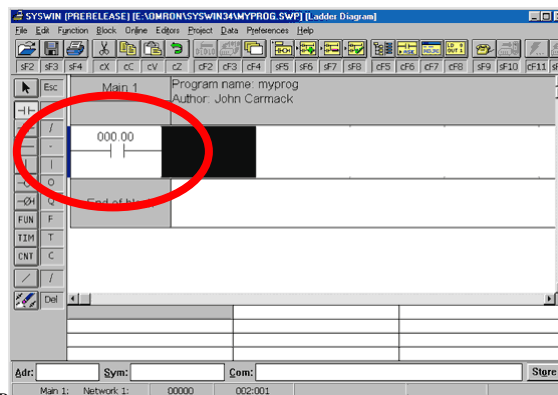 SYSWIN [PRERELEASE] [E:\OMRON\SYSWIN34\MYPROG.SWP] [Ladder Diagram]
File Edit Function Block Online Editors Project Data Preferences Help
sF2 sF3 sF4 cX cC cV cZ cF2 cF3 cF4 sF5 sF6 sF7 sF8 cF5 cF6 cF7 cF8 sF9 sF10 cF11
Esc Main 1 Program name: myprog
Author: John Carmack
000.00
O
Q End of block
FUN F
TIM T
CNT C
Del
Adr: Sym: Com: Store
Main 1: Network 1: 00000 002:001